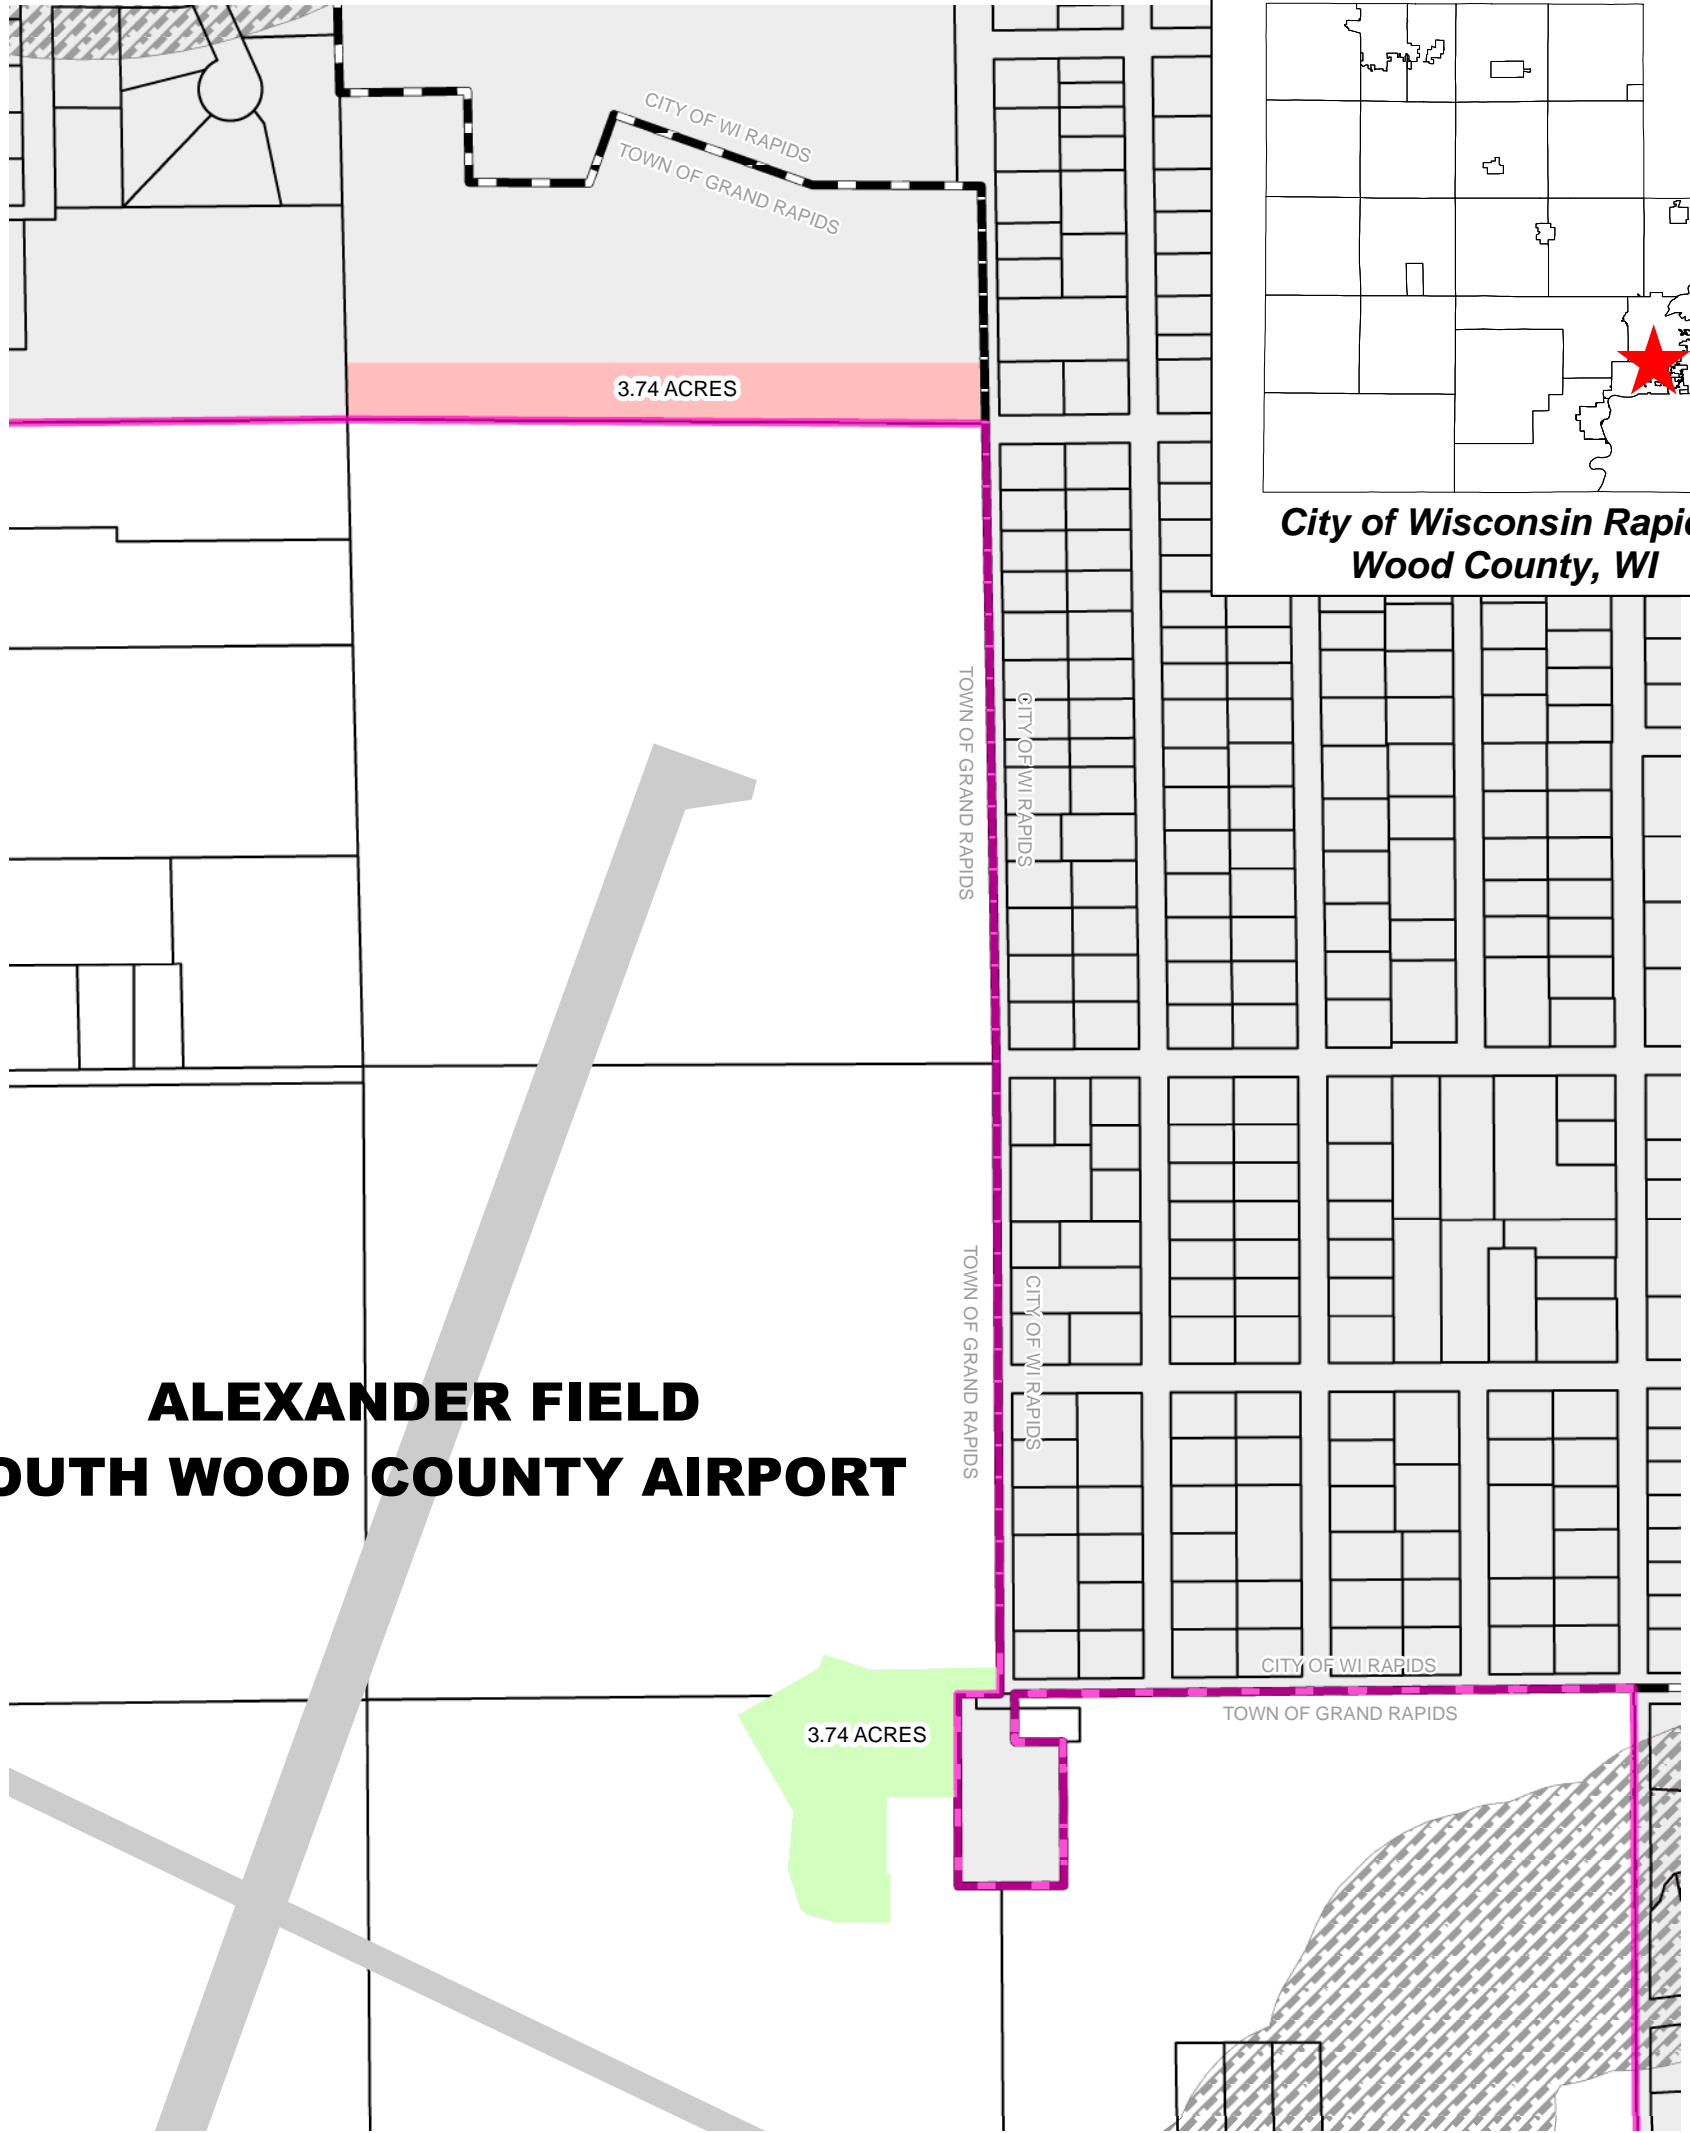 CITY OF WI RAPIDS
TOWN OF GRAND RAPIDS
3.74 ACRES
City of Wisconsin Rapi
Wood County, WI
TOWN OF GRAND RAPIDS
CITY OF WI RAPIDS
TOWN OF GRAND RAPIDS
CITY OF WI RAPIDS
ALEXANDER FIELD
OUTH WOOD COUNTY AIRPORT
CITY OF WI RAPIDS
TOWN OF GRAND RAPIDS
3.74 ACRES